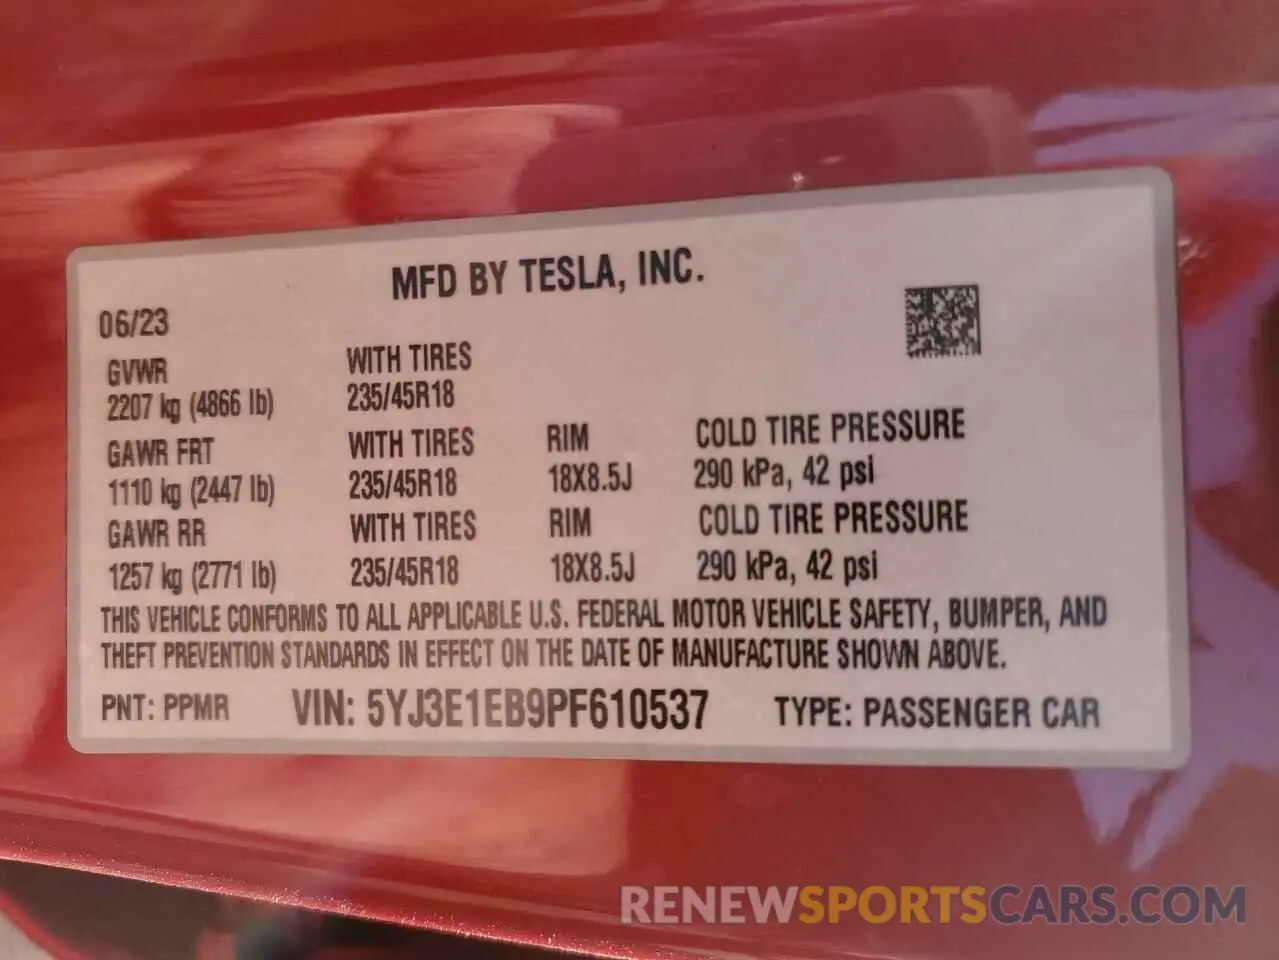 MFD BY TESLA, INC.
06/23
GVWR WITH TIRES
2207 kg (4866 lb) 235/45R18
GAWR FRT WITH TIRES RIM COLD TIRE PRESSURE
1110 kg (2447 lb) 235/45R18 18X8.5J 290 kPa, 42 psi
GAWR RR WITH TIRES RIM COLD TIRE PRESSURE
1257 kg (2771 lb) 235/45R18 18X8.5J 290 kPa, 42 psi
THIS VEHICLE CONFORMS TO ALL APPLICABLE U.S. FEDERAL MOTOR VEHICLE SAFETY, BUMPER, AND
THEFT PREVENTION STANDARDS IN EFFECT ON THE DATE OF MANUFACTURE SHOWN ABOVE.
PNT: PPMR VIN: 5YJ3E1EB9PF610537 TYPE: PASSENGER CAR
RENEWSPORTSCARS.COM